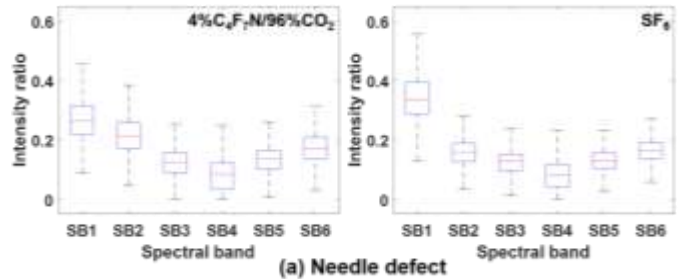 4%C₄F₇N/96%CO₂
Intensity ratio
0.6
0.4
0.2
0
SB1 SB2 SB3 SB4 SB5 SB6
Spectral band
SF₆
Intensity ratio
0.6
0.4
0.2
0
SB1 SB2 SB3 SB4 SB5 SB6
Spectral band
(a) Needle defect